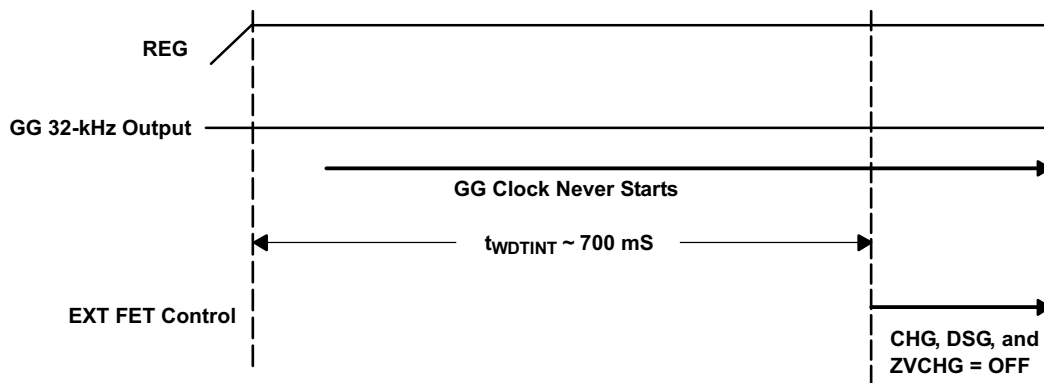 REG
GG 32-kHz Output
GG Clock Never Starts
tWDTINT ~ 700 mS
EXT FET Control
CHG, DSG, and
ZVCHG = OFF